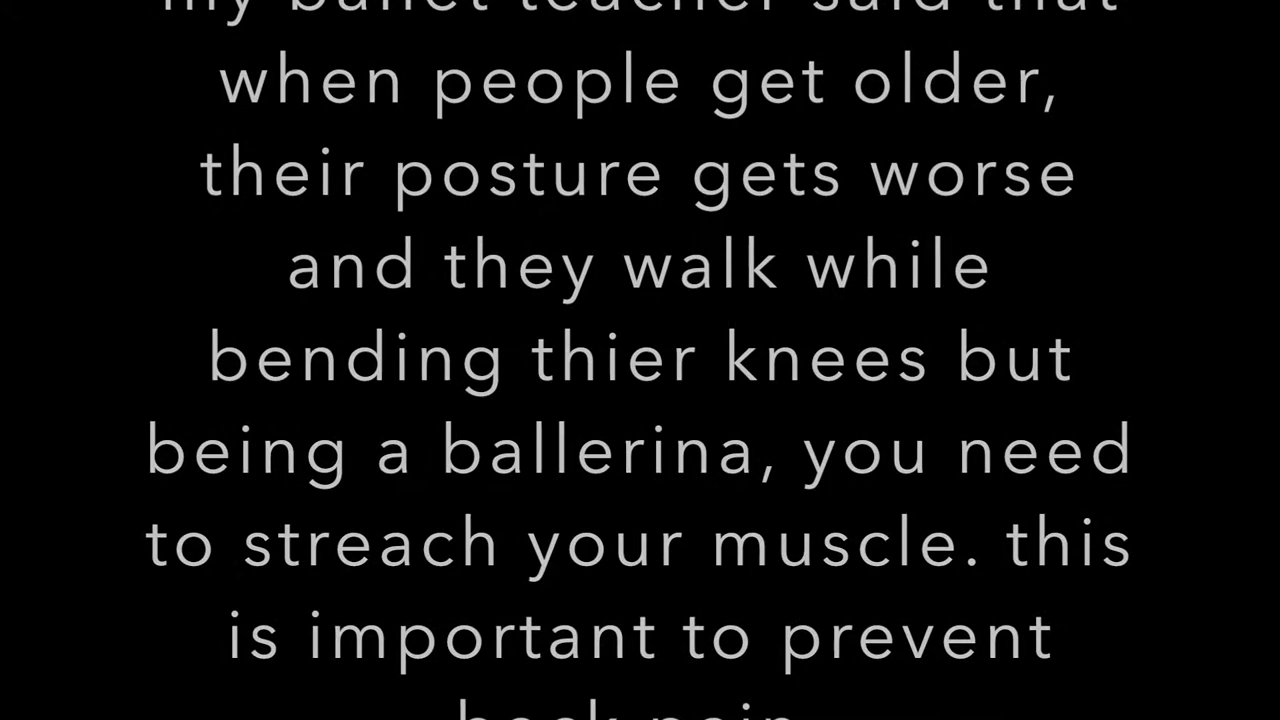 my ballet teacher said that
when people get older,
their posture gets worse
and they walk while
bending thier knees but
being a ballerina, you need
to streach your muscle. this
is important to prevent
back pain